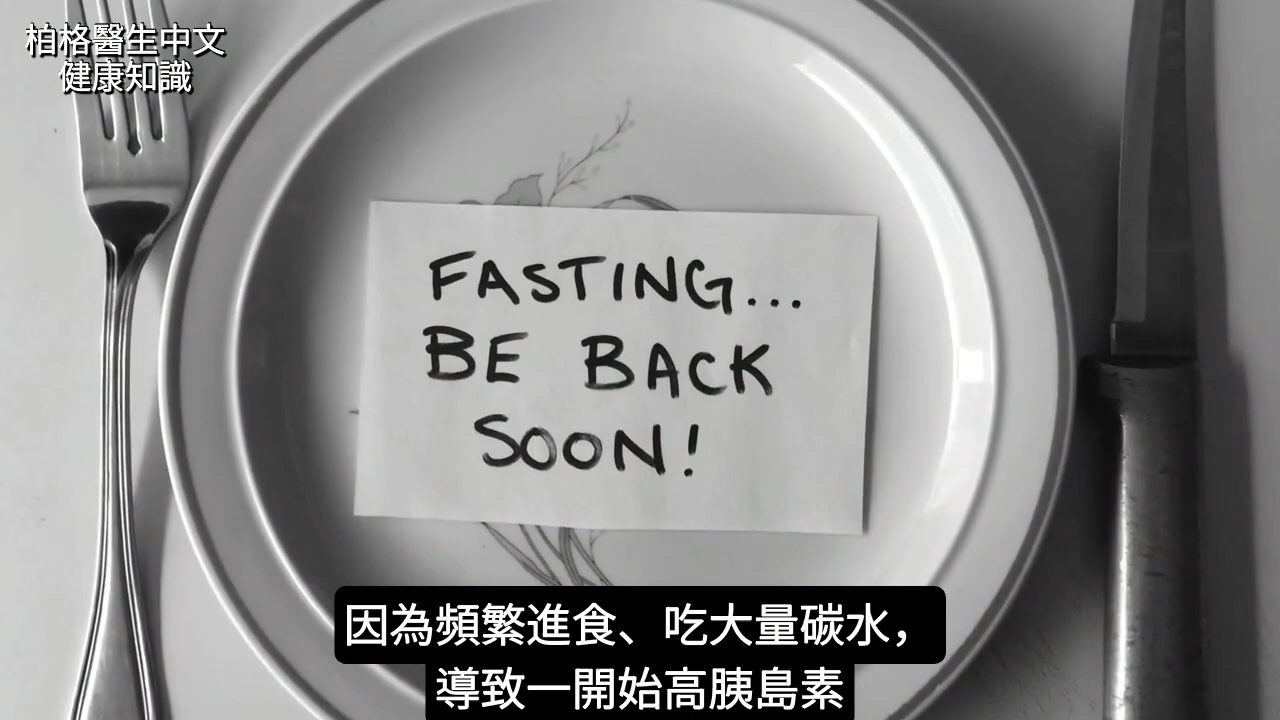 柏格醫生中文
健康知識
FASTING...
BE BACK
SOON!
因為頻繁進食、吃大量碳水，
導致一開始高胰島素